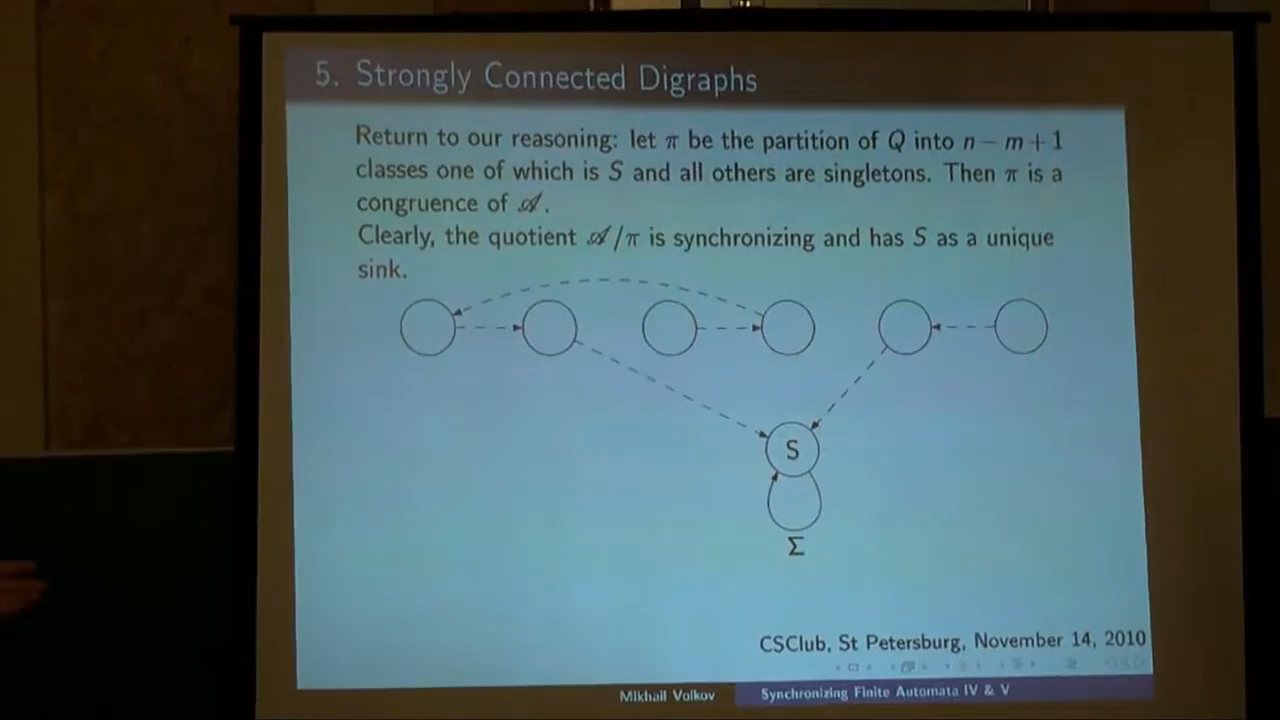 5. Strongly Connected Digraphs
Return to our reasoning: let π be the partition of Q into n − m + 1
classes one of which is S and all others are singletons. Then π is a
congruence of 𝒜.
Clearly, the quotient 𝒜/π is synchronizing and has S as a unique
sink.
S
Σ
CSClub, St Petersburg, November 14, 2010
Mikhail Volkov
Synchronizing Finite Automata IV & V